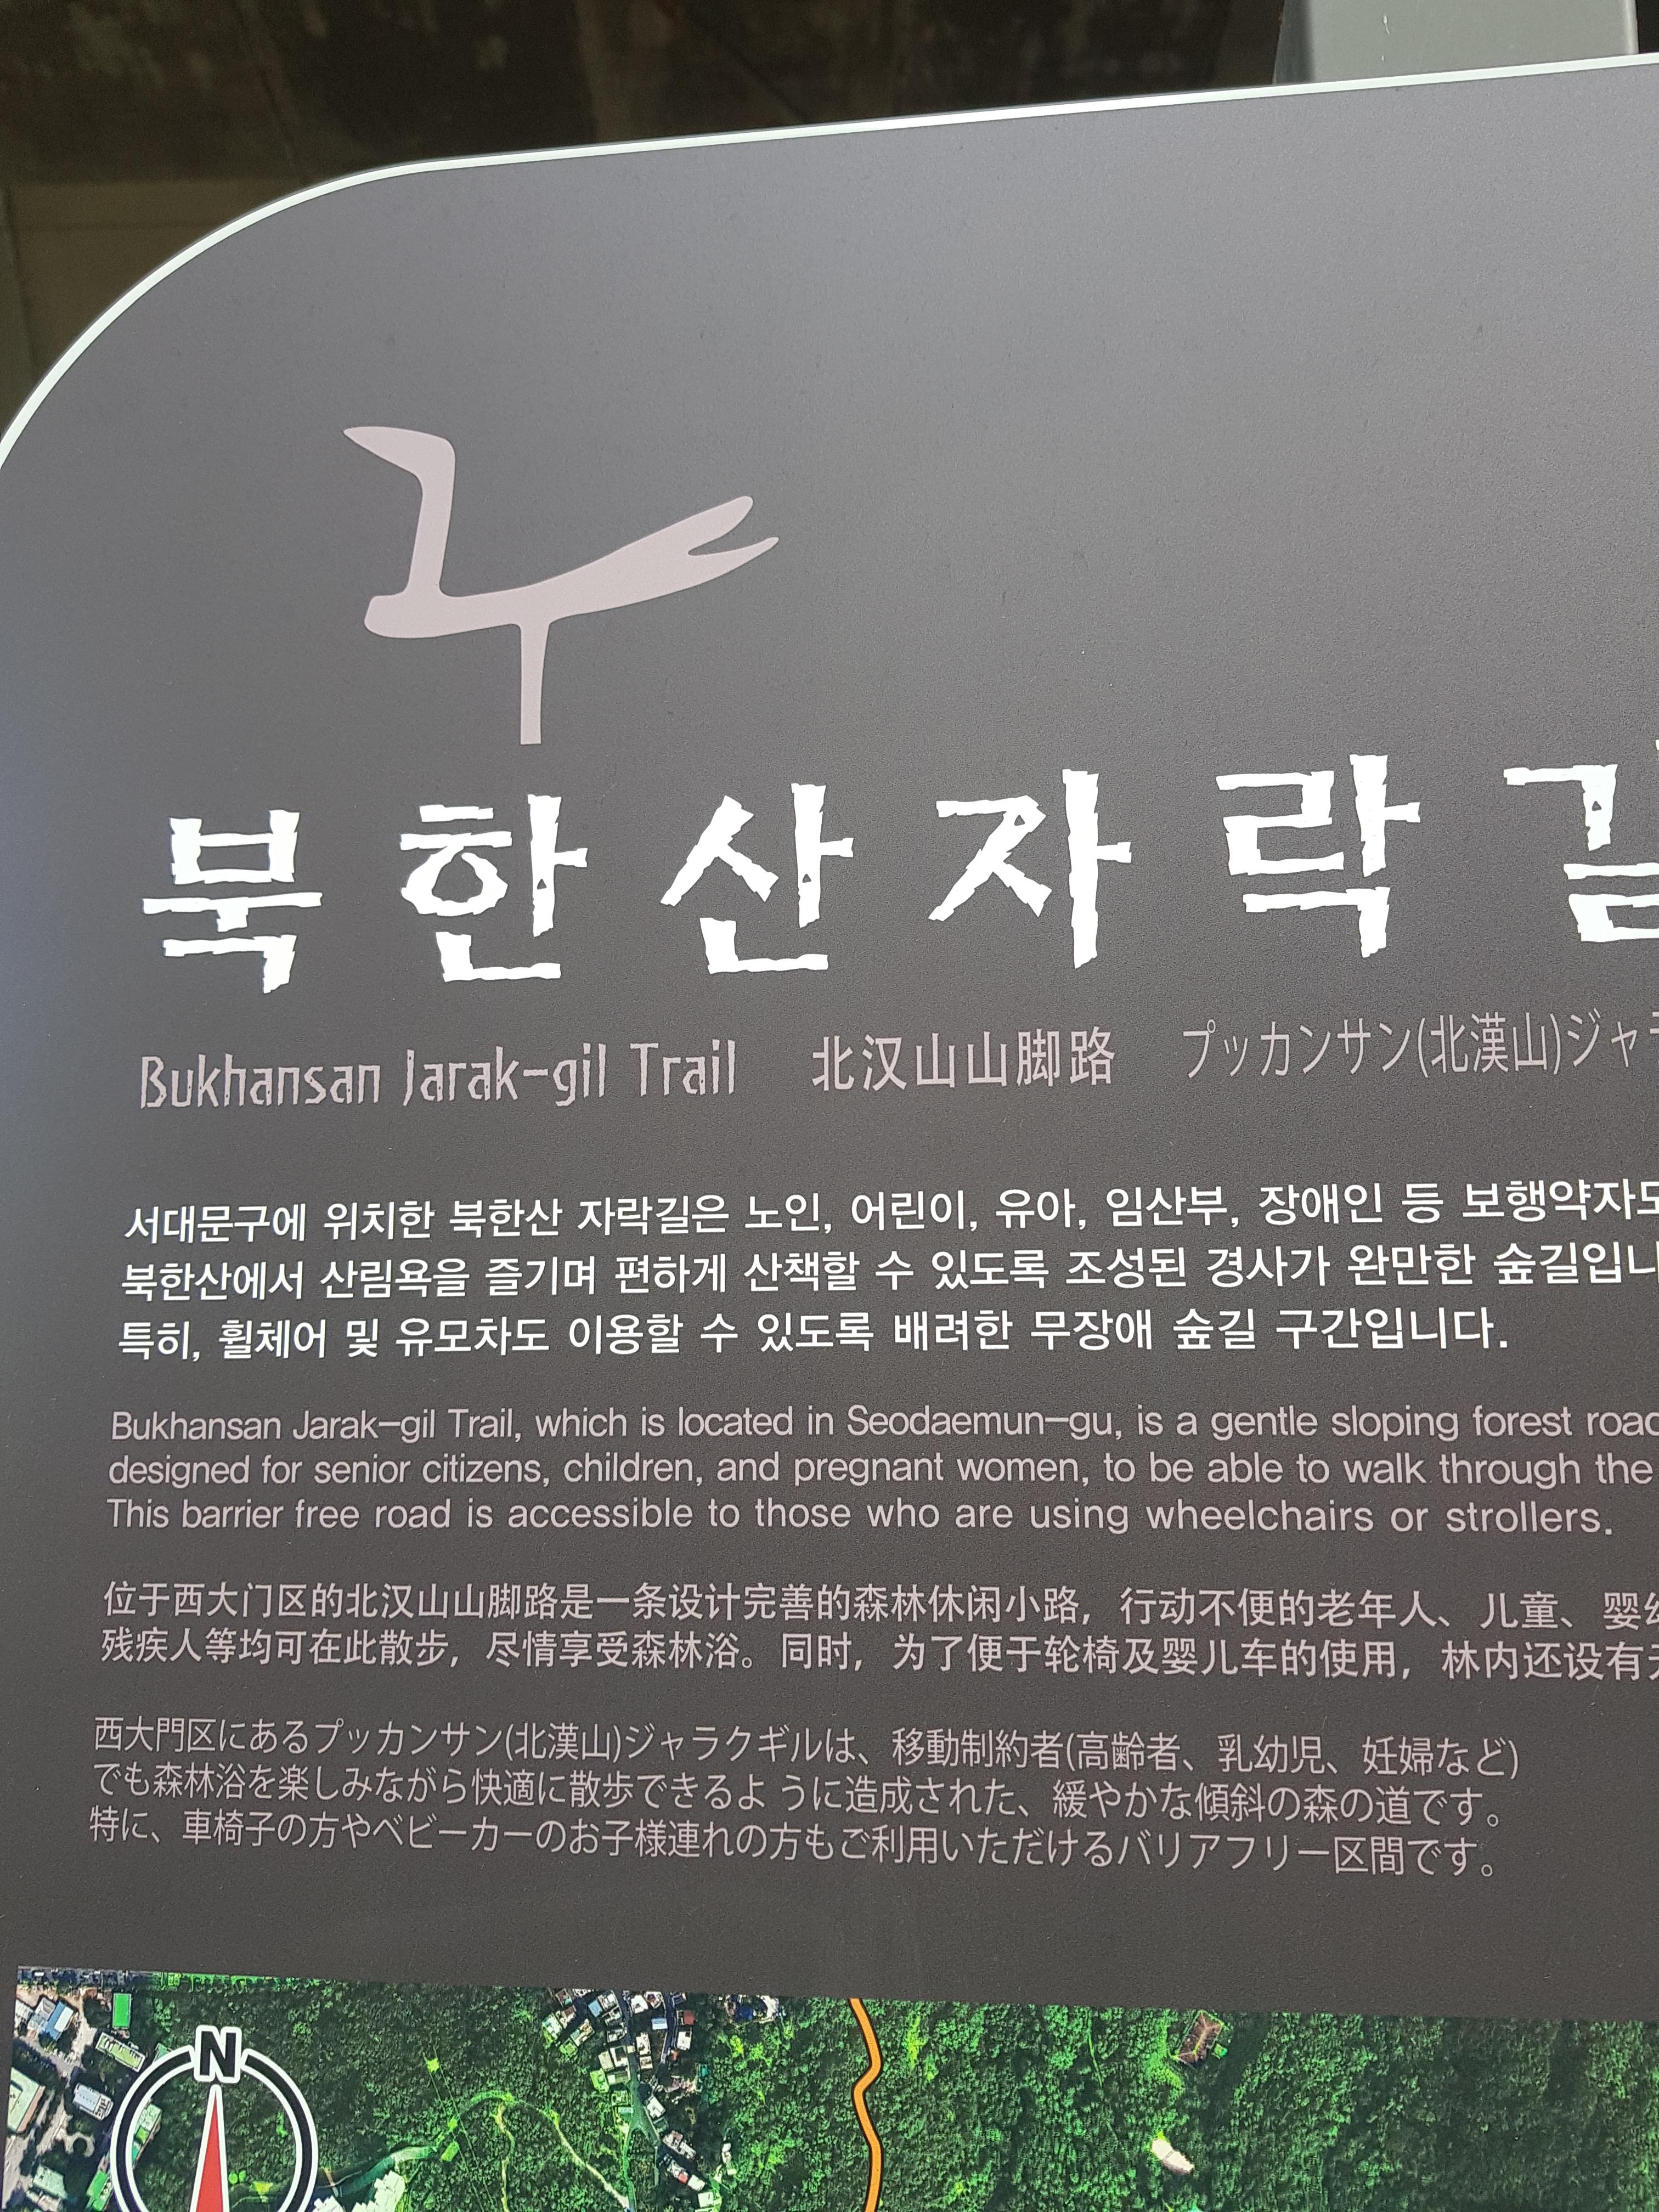 북한산자락길
Bukhansan Jarak-gil Trail 北汉山山脚路 プッカンサン(北漢山)ジャラ
서대문구에 위치한 북한산 자락길은 노인, 어린이, 유아, 임산부, 장애인 등 보행약자도
북한산에서 산림욕을 즐기며 편하게 산책할 수 있도록 조성된 경사가 완만한 숲길입니
특히, 휠체어 및 유모차도 이용할 수 있도록 배려한 무장애 숲길 구간입니다.
Bukhansan Jarak-gil Trail, which is located in Seodaemun-gu, is a gentle sloping forest road
designed for senior citizens, children, and pregnant women, to be able to walk through the
This barrier free road is accessible to those who are using wheelchairs or strollers.
位于西大门区的北汉山山脚路是一条设计完善的森林休闲小路，行动不便的老年人、儿童、婴幼
残疾人等均可在此散步，尽情享受森林浴。同时，为了便于轮椅及婴儿车的使用，林内还设有无
西大門区にあるプッカンサン(北漢山)ジャラクギルは、移動制約者(高齢者、乳幼児、妊婦など)
でも森林浴を楽しみながら快適に散歩できるよ うに造成された、緩やかな傾斜の森の道です。
特に、車椅子の方やベビーカーのお子様連れの方もご利用いただけるバリアフリー区間です。
N